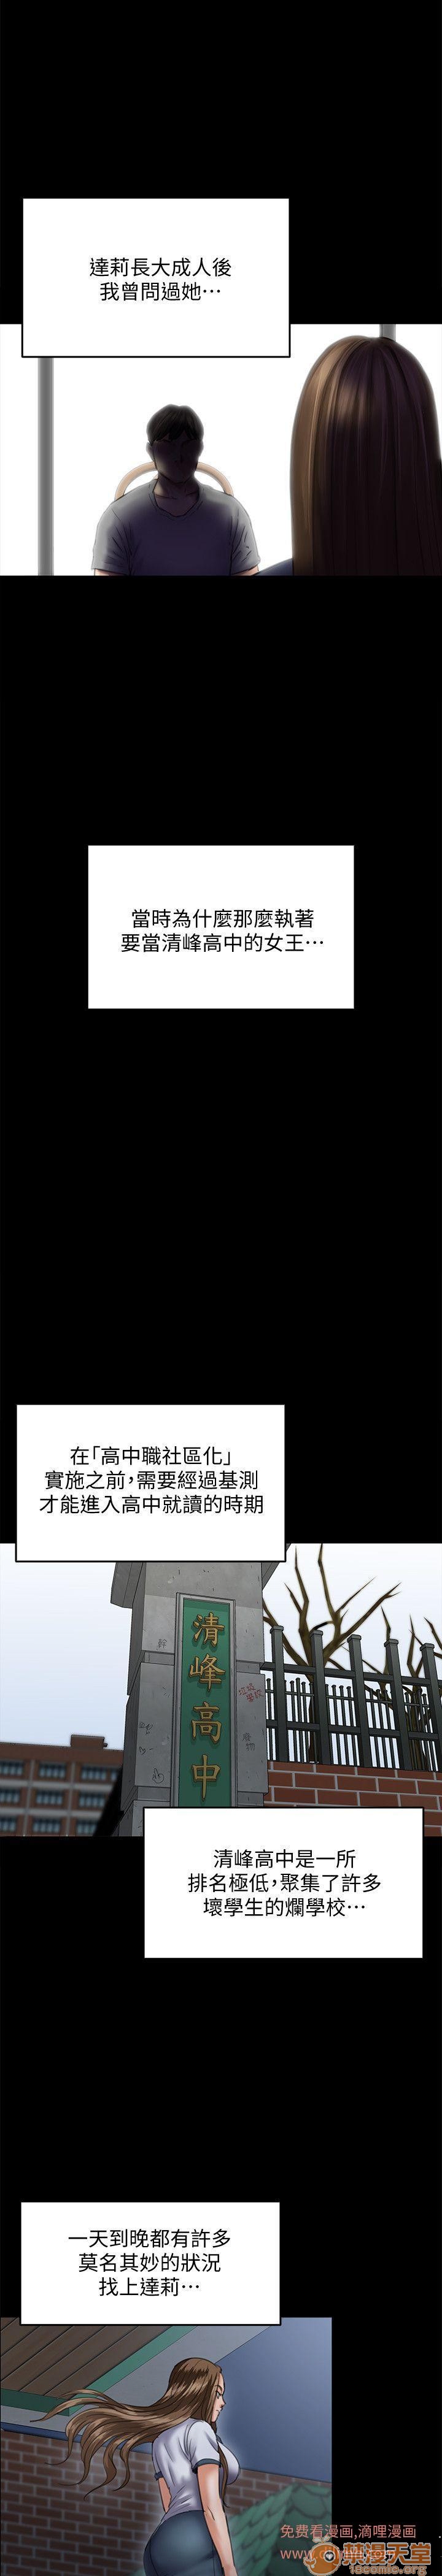 達莉長大成人後
我曾問過她⋯
當時為什麼那麼執著
要當清峰高中的女王⋯
在「高中職社區化」
實施之前,需要經過基測
才能進入高中就讀的時期
清峰高中
垃圾
學校
清峰高中是一所
排名極低,聚集了許多
壞學生的爛學校⋯
一天到晚都有許多
莫名其妙的狀況
找上達莉⋯
免费看漫画,滴哩漫画
禁漫天堂